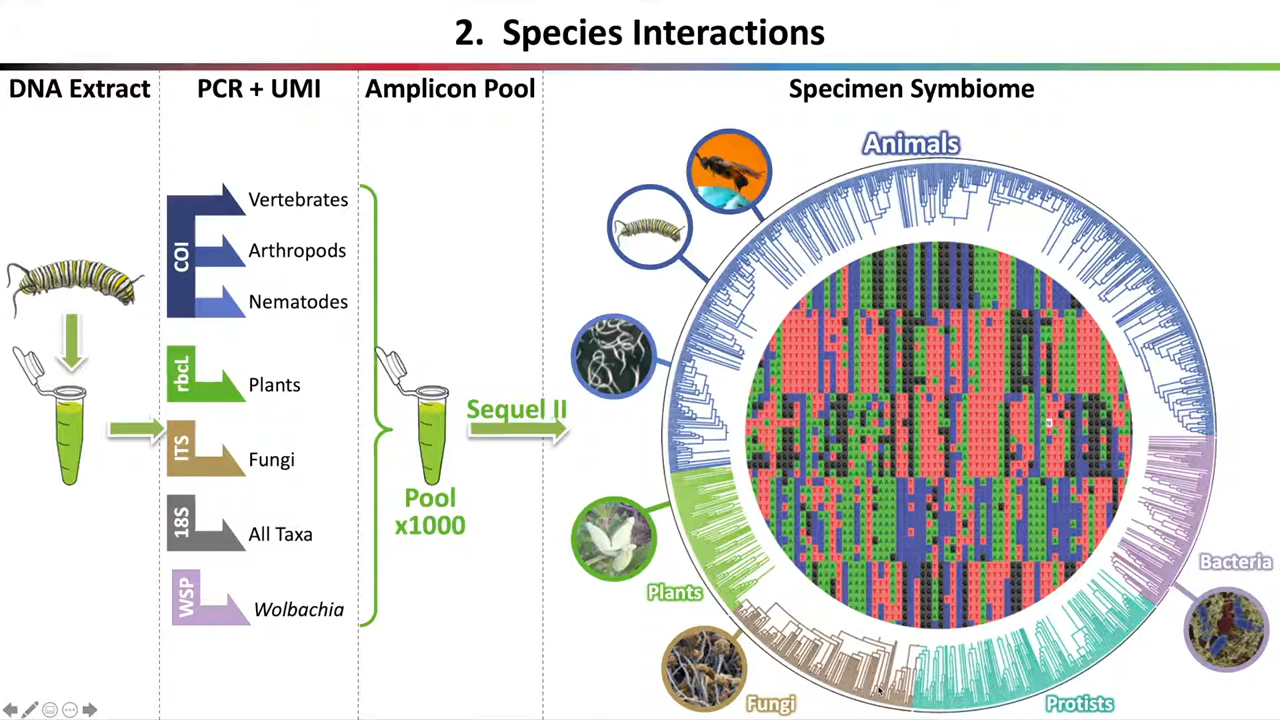 2. Species Interactions
DNA Extract
PCR + UMI
Amplicon Pool
Specimen Symbiome
COI
Vertebrates
Arthropods
Nematodes
rbcL
Plants
ITS
Fungi
18S
All Taxa
WSP
Wolbachia
Pool
x1000
Sequel II
Animals
Plants
Fungi
Protists
Bacteria